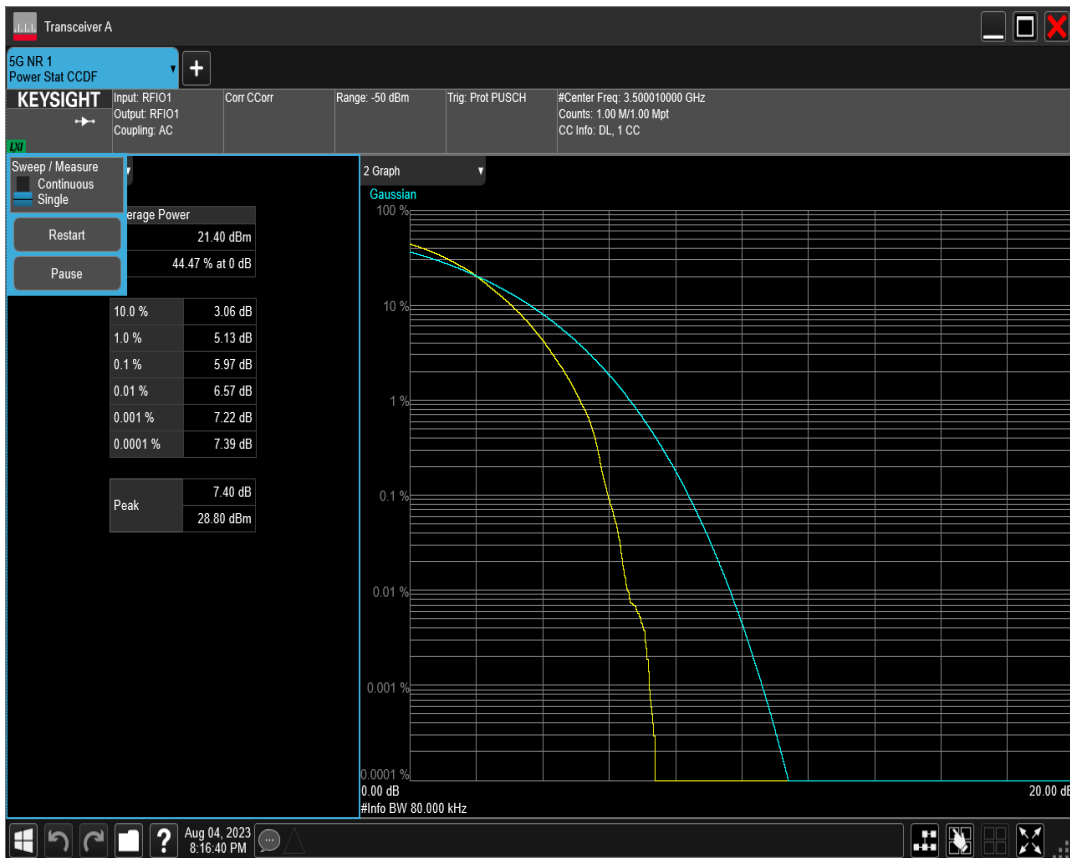 Transceiver A
5G NR 1
Power Stat CCDF
KEYSIGHT
LXI
Input: RFIO1
Output: RFIO1
Coupling: AC
Corr CCorr
Range: -50 dBm
Trig: Prot PUSCH
#Center Freq: 3.500010000 GHz
Counts: 1.00 M/1.00 Mpt
CC Info: DL, 1 CC
Sweep / Measure
Continuous
Single
Restart
Pause
Power
21.40 dBm
44.47 % at 0 dB
10.0 % 3.06 dB
1.0 % 5.13 dB
0.1 % 5.97 dB
0.01 % 6.57 dB
0.001 % 7.22 dB
0.0001 % 7.39 dB
Peak
7.40 dB
28.80 dBm
2 Graph
Gaussian
100 %
10 %
1 %
0.1 %
0.01 %
0.001 %
0.0001 %
0.00 dB
20.00 dB
#Info BW 80.000 kHz
?
Aug 04, 2023
8:16:40 PM